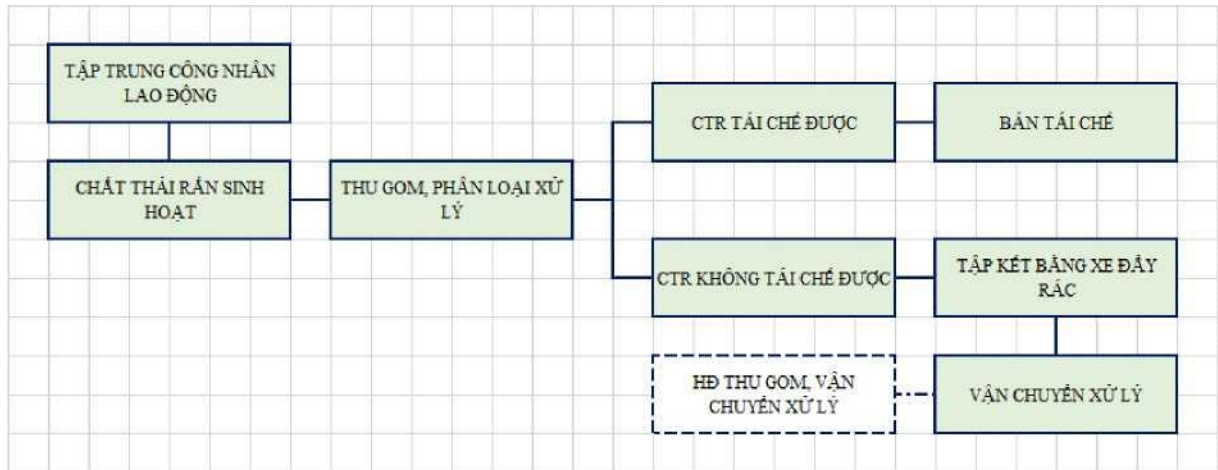 TẬP TRUNG CÔNG NHÂN
LAO ĐỘNG
CHẤT THẢI RẮN SINH
HOẠT
THU GOM, PHÂN LOẠI XỬ
LÝ
CTR TÁI CHẾ ĐƯỢC
BÁN TÁI CHẾ
CTR KHÔNG TÁI CHẾ ĐƯỢC
TẬP KẾT BẰNG XE ĐẨY
RÁC
HĐ THU GOM, VẬN
CHUYỂN XỬ LÝ
VẬN CHUYỂN XỬ LÝ